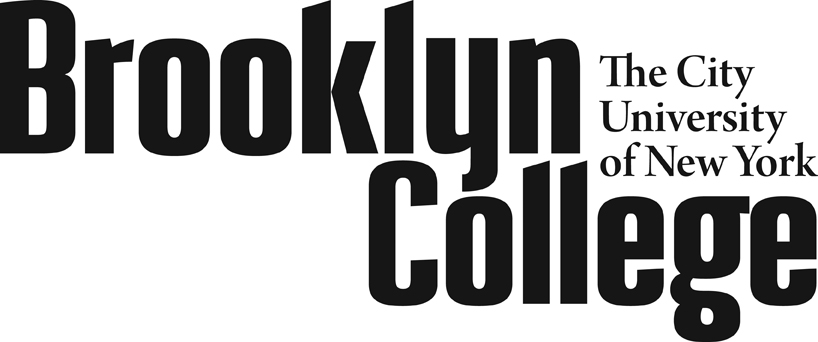 Brooklyn
The City
University
of New York
College